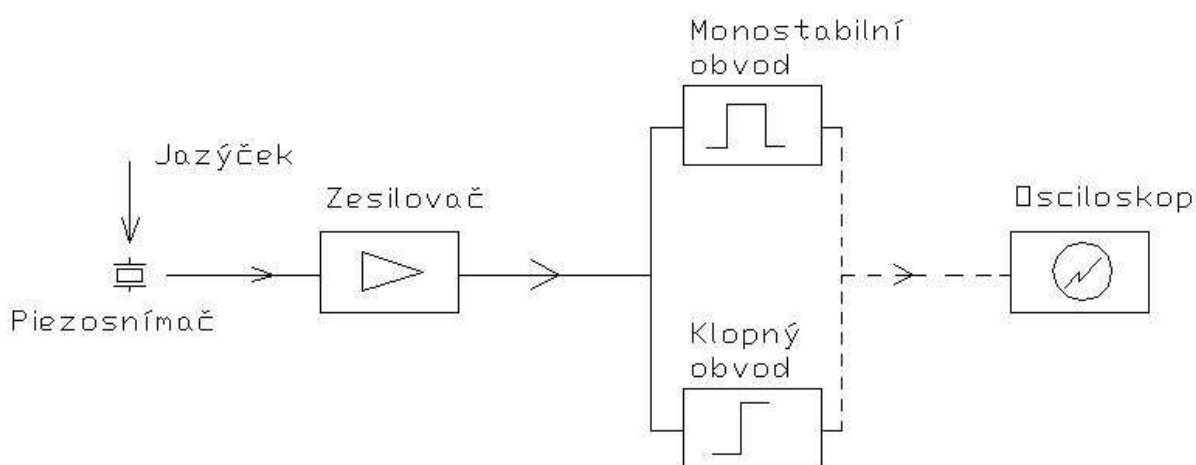 Monostabilní
obvod
Jazýček
Zesilovač
Osciloskop
Piezosnímač
Klopný
obvod